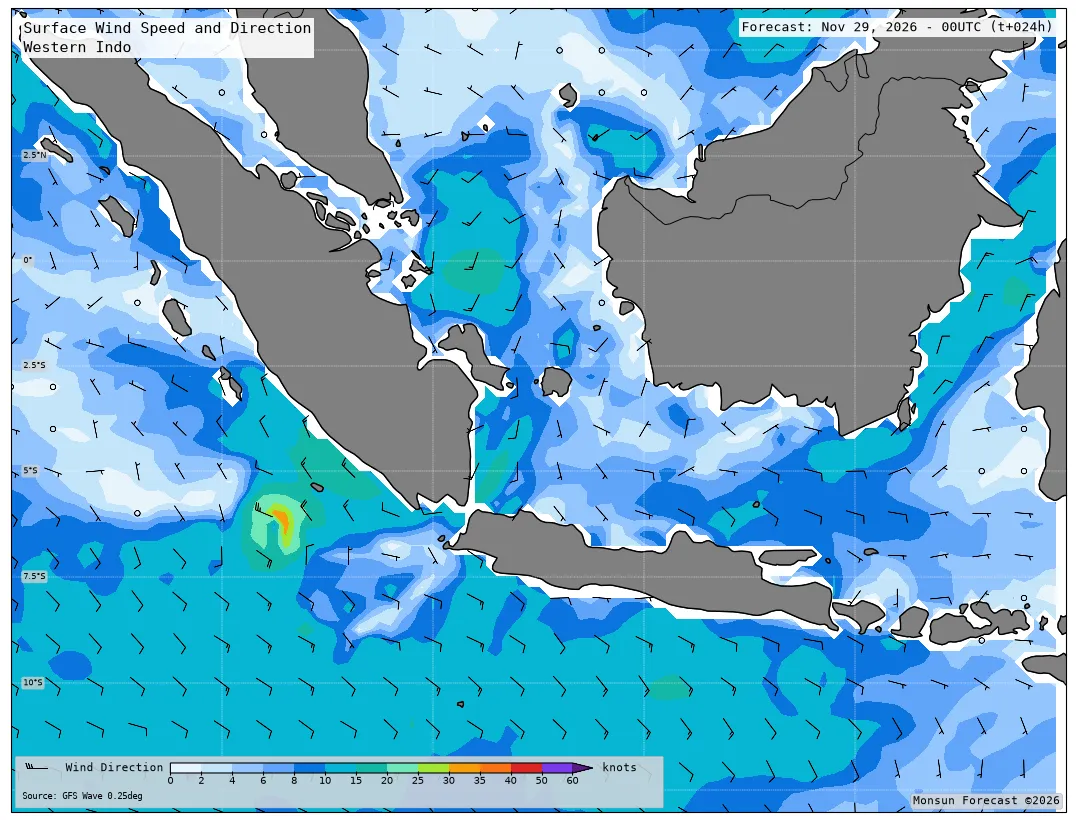 Surface Wind Speed and Direction
Western Indo
Forecast: Nov 29, 2026 - 00UTC (t+024h)
2.5°N
0°
2.5°S
5°S
7.5°S
10°S
Wind Direction
0 2 4 6 8 10 15 20 25 30 35 40 50 60
knots
Source: GFS Wave 0.25deg
Monsun Forecast ©2026